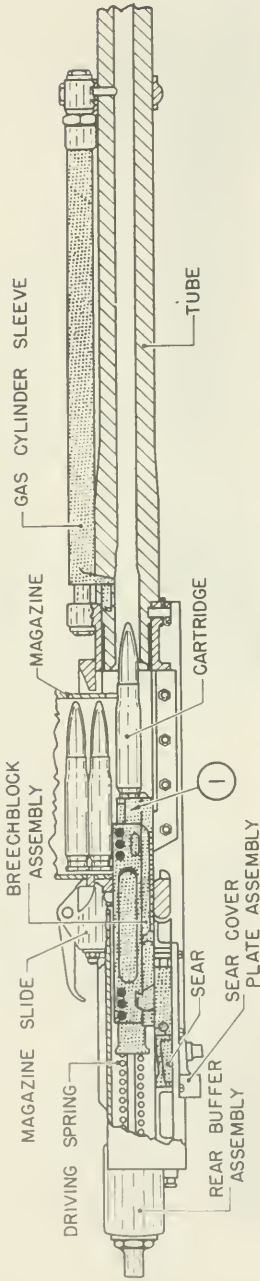 GAS CYLINDER SLEEVE
MAGAZINE
BREECHBLOCK
ASSEMBLY
MAGAZINE SLIDE
DRIVING SPRING
TUBE
CARTRIDGE
1
SEAR
SEAR COVER
PLATE ASSEMBLY
REAR BUFFER
ASSEMBLY